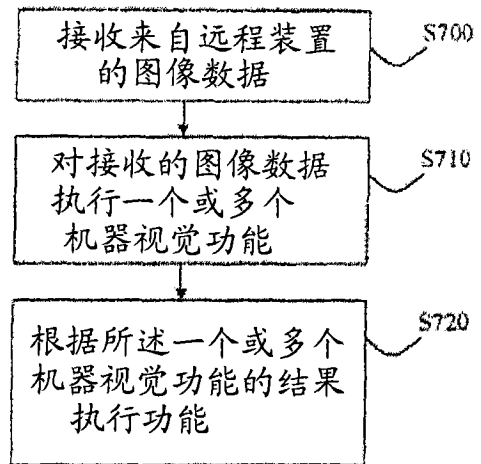 接收来自远程装置
的图像数据
S700
对接收的图像数据
执行一个或多个
机器视觉功能
S710
根据所述一个或多个
机器视觉功能的结果
执行功能
S720